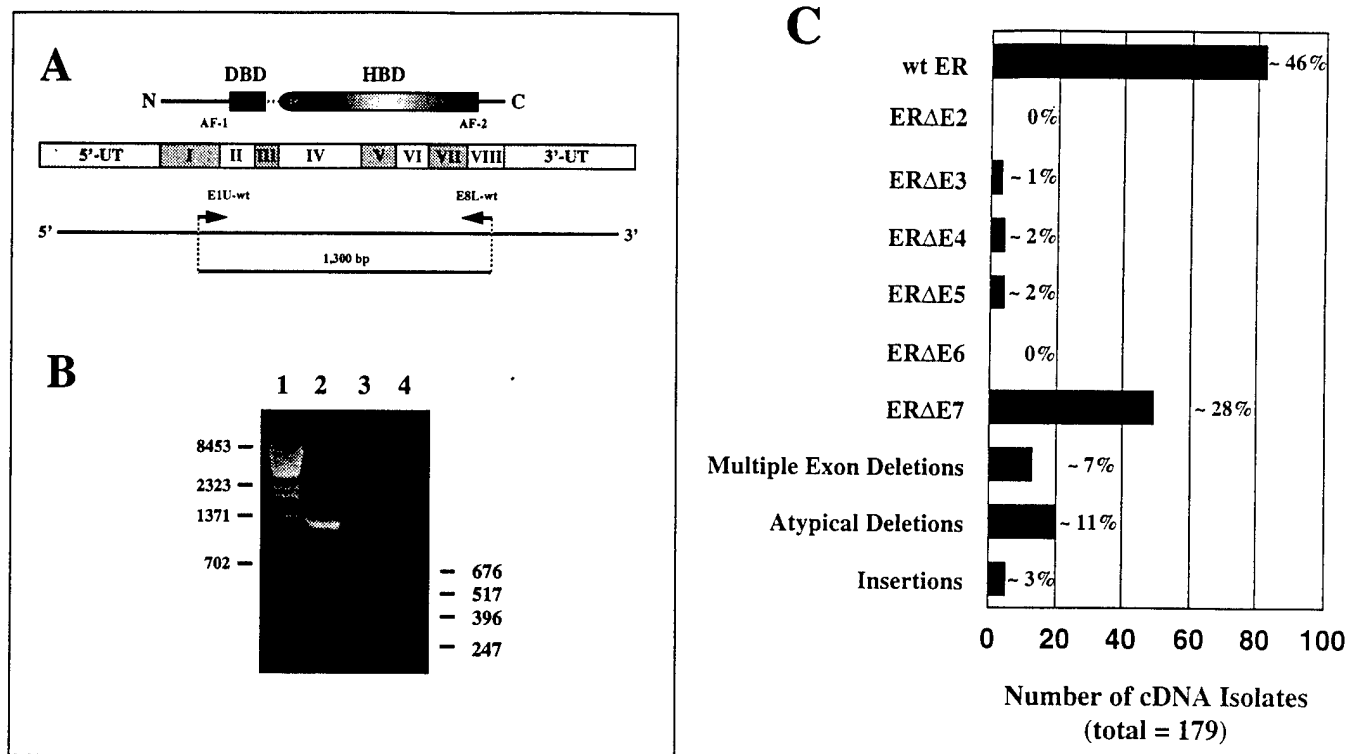 A
DBD HBD
N C
AF-1 AF-2
5'-UT I II III IV V VI VII VIII 3'-UT
E1U-wt E8L-wt
5' 3'
1,300 bp
B
1 2 3 4
8453
2323
1371
702
676
517
396
247
C
wt ER ~ 46%
ERΔE2 0%
ERΔE3 ~ 1%
ERΔE4 ~ 2%
ERΔE5 ~ 2%
ERΔE6 0%
ERΔE7 ~ 28%
Multiple Exon Deletions ~ 7%
Atypical Deletions ~ 11%
Insertions ~ 3%
0 20 40 60 80 100
Number of cDNA Isolates
(total = 179)